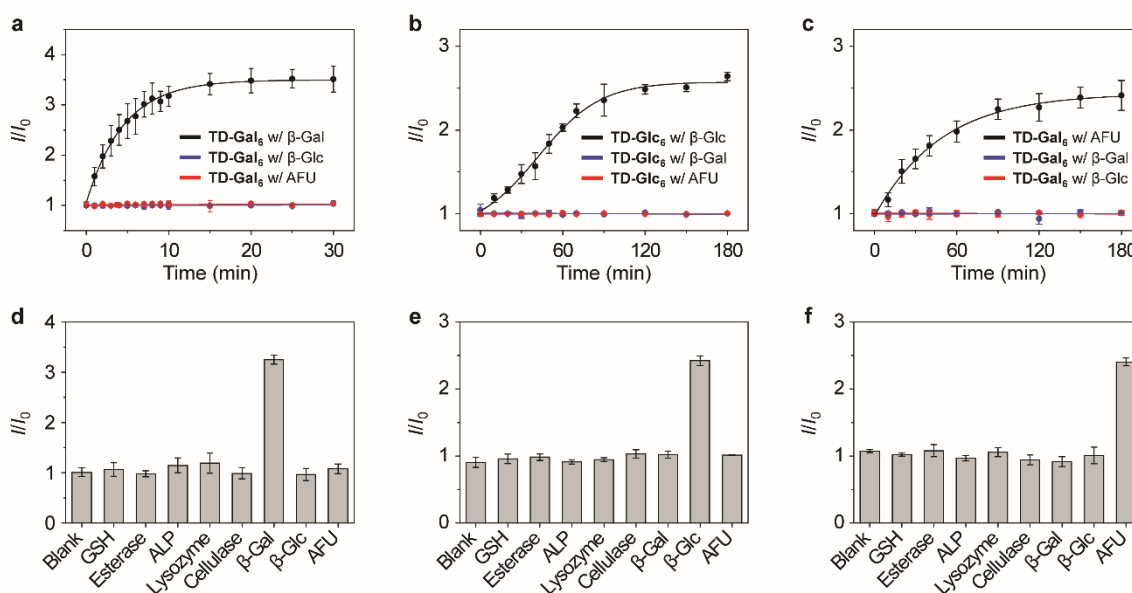 a
I/I₀
4
3
2
1
0
10
20
30
Time (min)
TD-Gal₆ w/ β-Gal
TD-Gal₆ w/ β-Glc
TD-Gal₆ w/ AFU
b
I/I₀
3
2
1
0
60
120
180
Time (min)
TD-Glc₆ w/ β-Glc
TD-Glc₆ w/ β-Gal
TD-Glc₆ w/ AFU
c
I/I₀
3
2
1
0
60
120
180
Time (min)
TD-Gal₆ w/ AFU
TD-Gal₆ w/ β-Gal
TD-Gal₆ w/ β-Glc
d
I/I₀
4
3
2
1
0
Blank
GSH
Esterase
ALP
Lysozyme
Cellulase
β-Gal
β-Glc
AFU
e
I/I₀
3
2
1
0
Blank
GSH
Esterase
ALP
Lysozyme
Cellulase
β-Gal
β-Glc
AFU
f
I/I₀
3
2
1
0
Blank
GSH
Esterase
ALP
Lysozyme
Cellulase
β-Gal
β-Glc
AFU